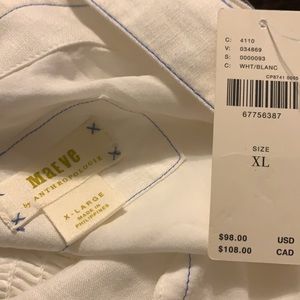 MaEVe
by ANTHROPOLOGIE
X-LARGE
MADE IN
PHILIPPINES
C: 4110
V: 034869
S: 0000093
C: WHT/BLANC
67756387
SIZE
XL
$98.00 USD
$108.00 CAD